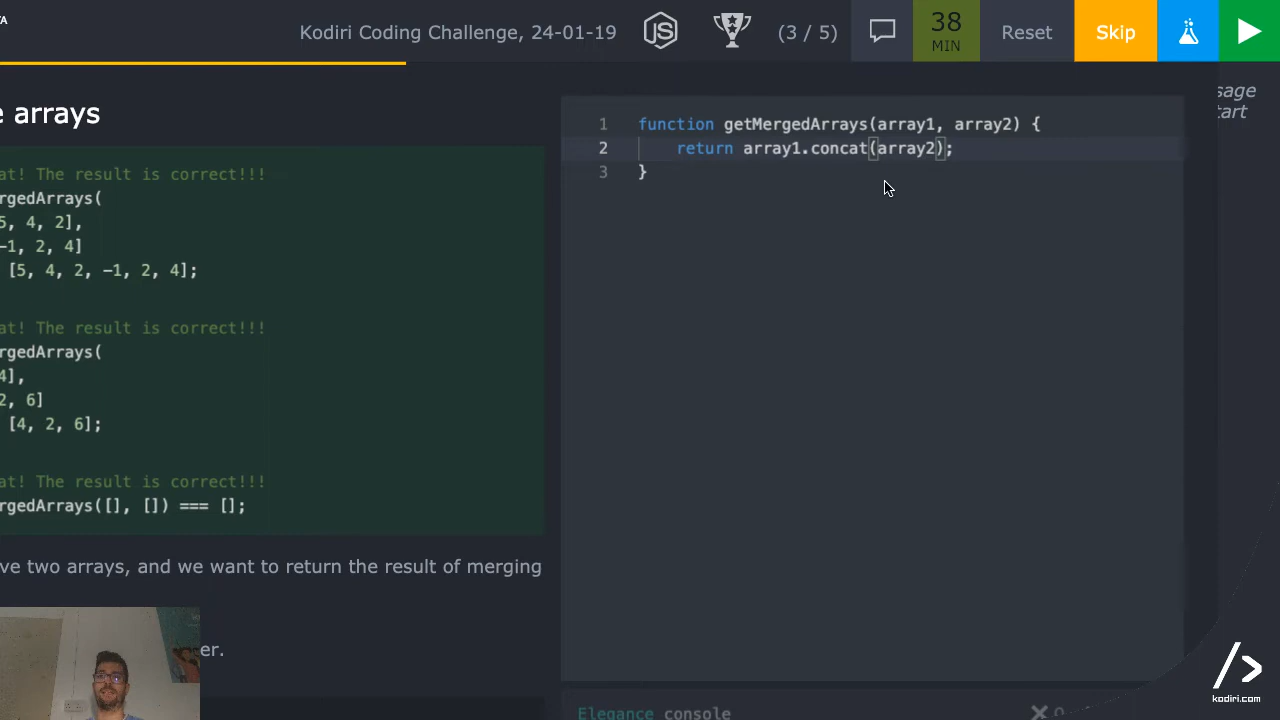 Kodiri Coding Challenge, 24-01-19
JS
(3 / 5)
38
MIN
Reset
Skip
sage
tart
e arrays
at! The result is correct!!!
rgedArrays(
5, 4, 2],
-1, 2, 4]
[5, 4, 2, -1, 2, 4];
at! The result is correct!!!
rgedArrays(
4],
2, 6]
[4, 2, 6];
at! The result is correct!!!
rgedArrays([], []) === [];
ve two arrays, and we want to return the result of merging
er.
1 function getMergedArrays(array1, array2) {
2 return array1.concat(array2);
3 }
Elegance console
kodiri.com